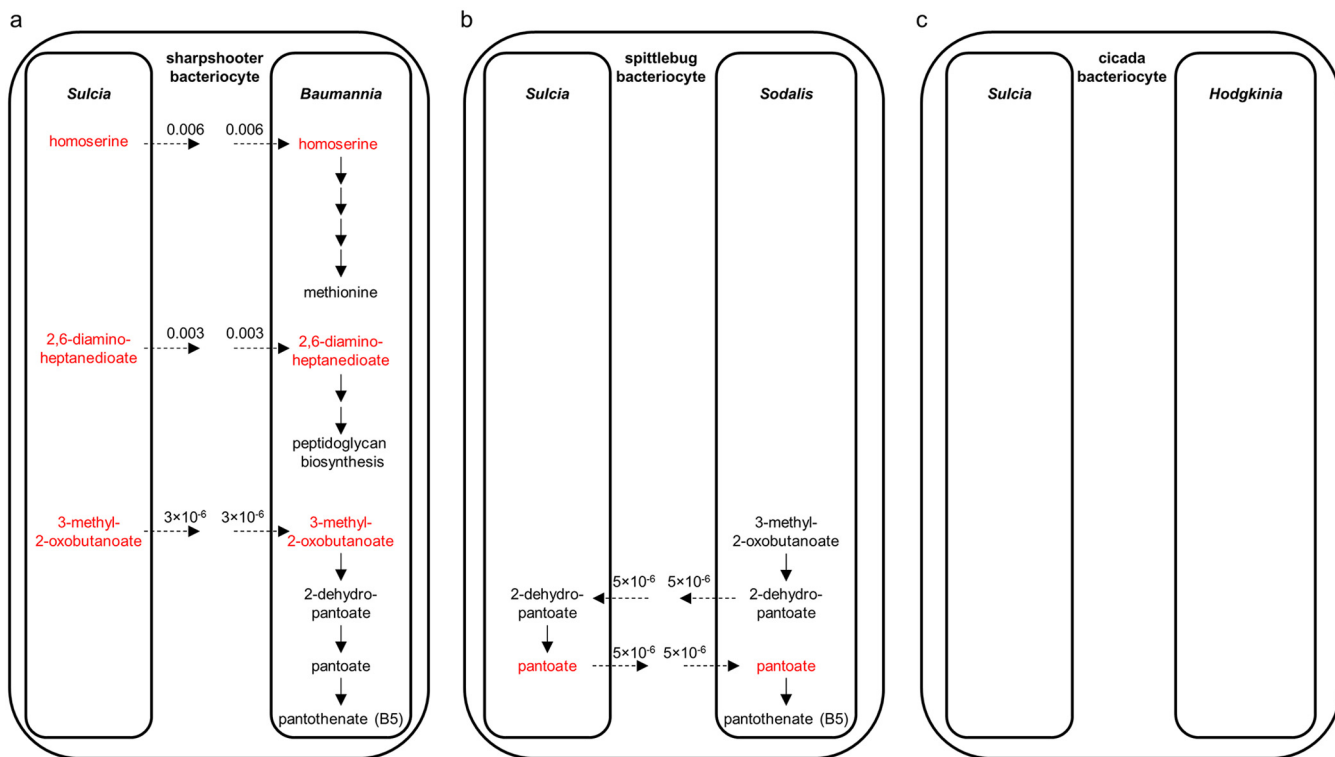 a
sharpshooter
bacteriocyte
Sulcia
Baumannia
homoserine
0.006
0.006
homoserine
methionine
2,6-diamino-
heptanedioate
0.003
0.003
2,6-diamino-
heptanedioate
peptidoglycan
biosynthesis
3-methyl-
2-oxobutanoate
3×10⁻⁶
3×10⁻⁶
3-methyl-
2-oxobutanoate
2-dehydro-
pantoate
pantoate
pantothenate (B5)
b
spittlebug
bacteriocyte
Sulcia
Sodalis
3-methyl-
2-oxobutanoate
2-dehydro-
pantoate
5×10⁻⁶
5×10⁻⁶
2-dehydro-
pantoate
pantoate
5×10⁻⁶
5×10⁻⁶
pantoate
pantothenate (B5)
c
cicada
bacteriocyte
Sulcia
Hodgkinia